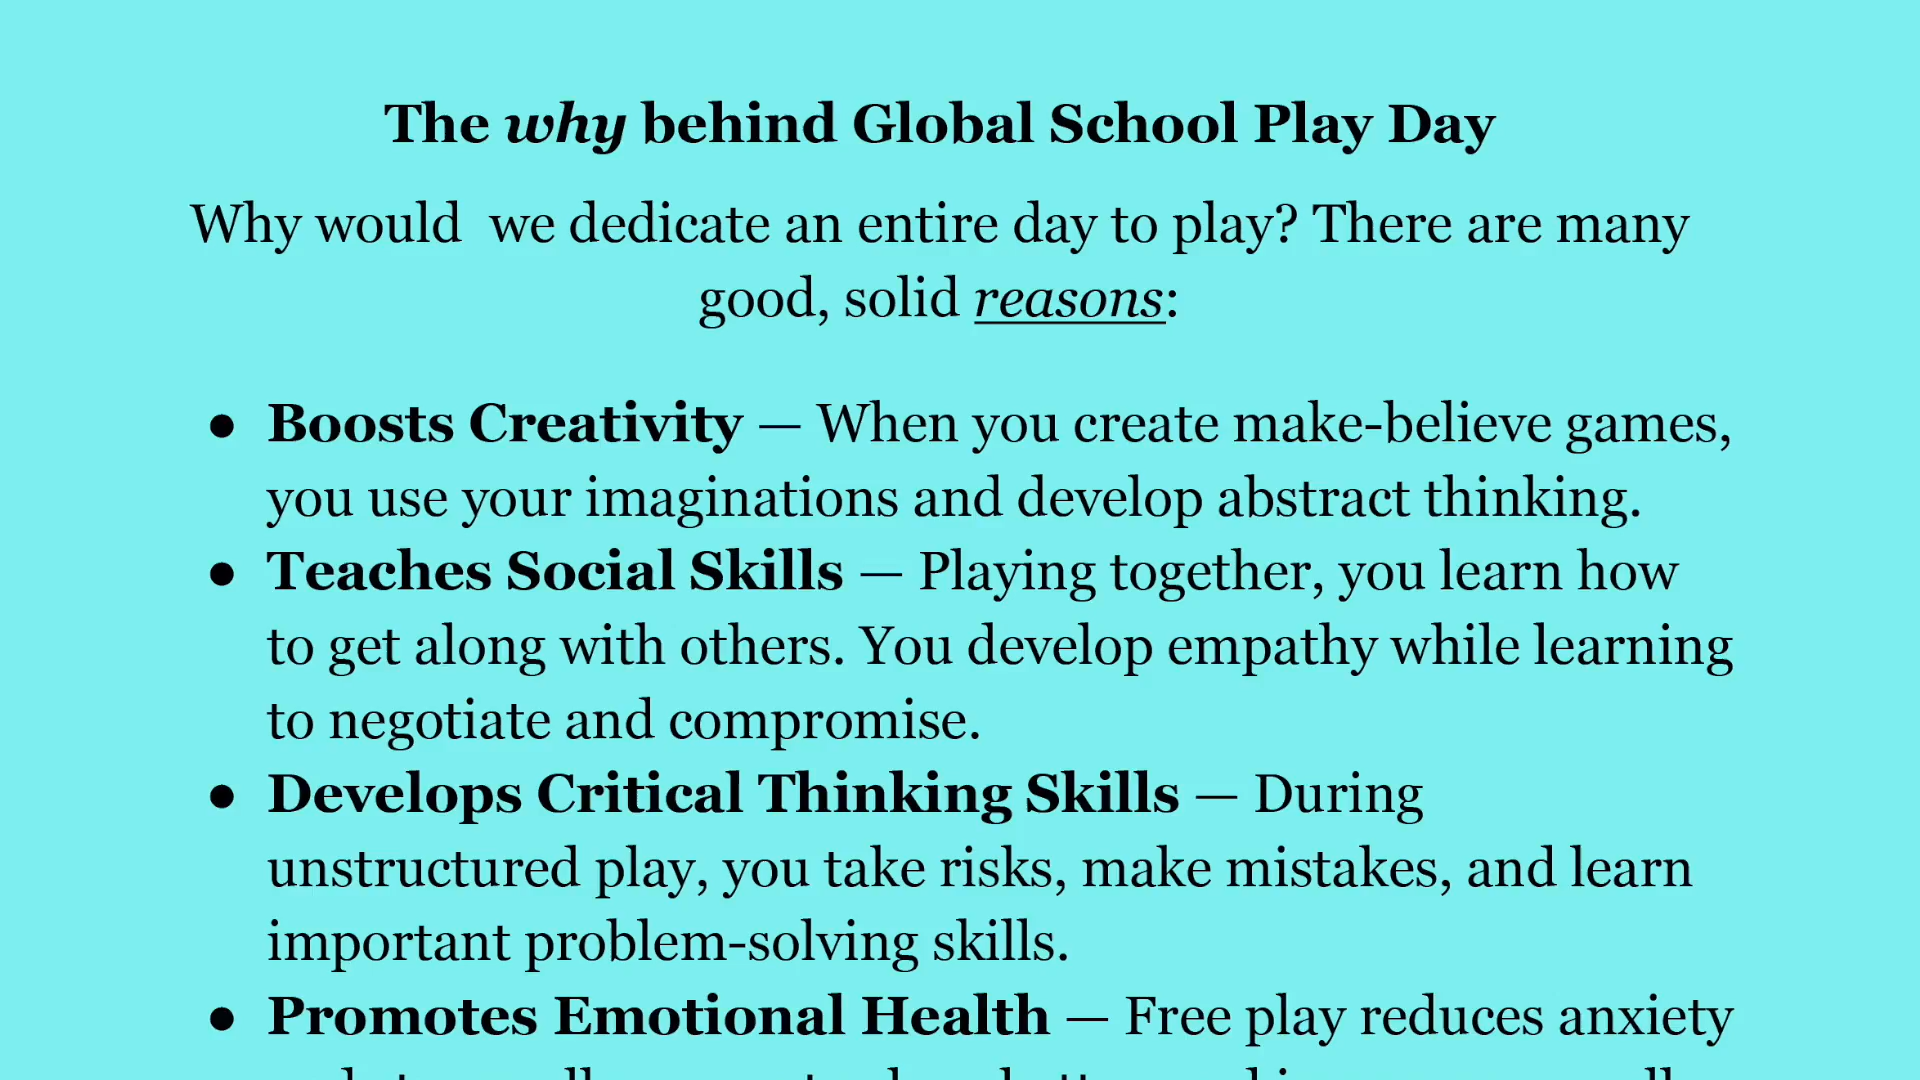 The why behind Global School Play Day
Why would  we dedicate an entire day to play? There are many
good, solid reasons:
● Boosts Creativity — When you create make-believe games,
you use your imaginations and develop abstract thinking.
● Teaches Social Skills — Playing together, you learn how
to get along with others. You develop empathy while learning
to negotiate and compromise.
● Develops Critical Thinking Skills — During
unstructured play, you take risks, make mistakes, and learn
important problem-solving skills.
● Promotes Emotional Health — Free play reduces anxiety